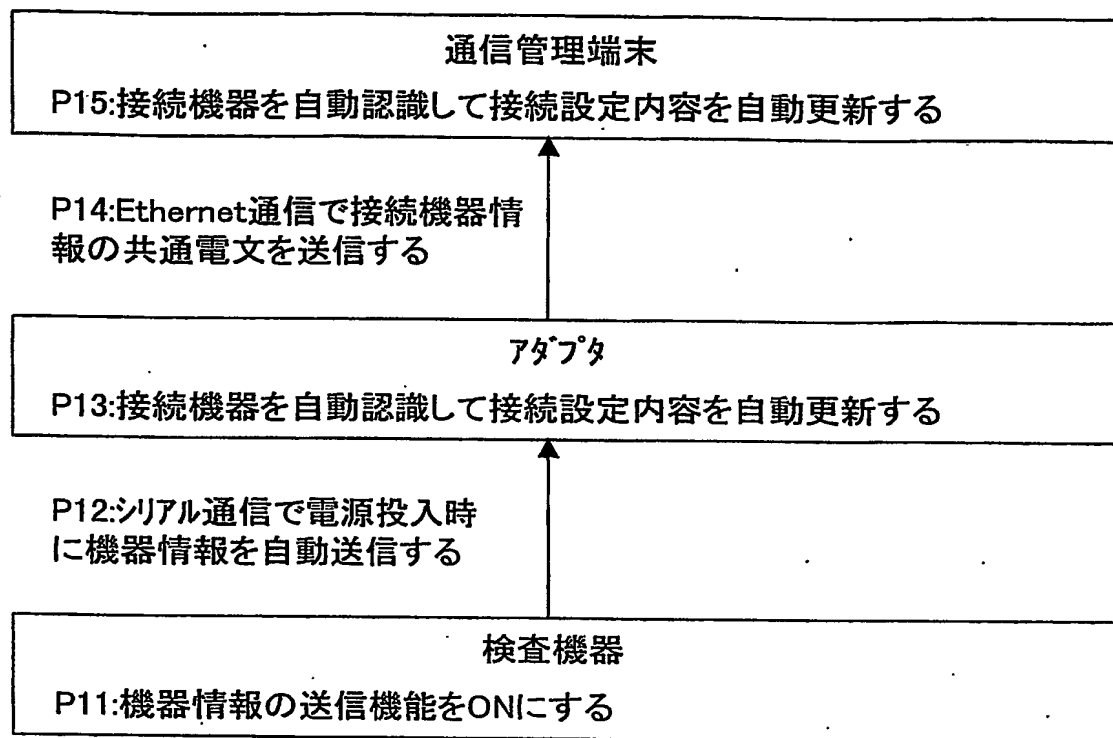 通信管理端末
P15:接続機器を自動認識して接続設定内容を自動更新する
P14:Ethernet通信で接続機器情
報の共通電文を送信する
ｱﾀﾞﾌﾟﾀ
P13:接続機器を自動認識して接続設定内容を自動更新する
P12:ｼﾘｱﾙ通信で電源投入時
に機器情報を自動送信する
検査機器
P11:機器情報の送信機能をONにする